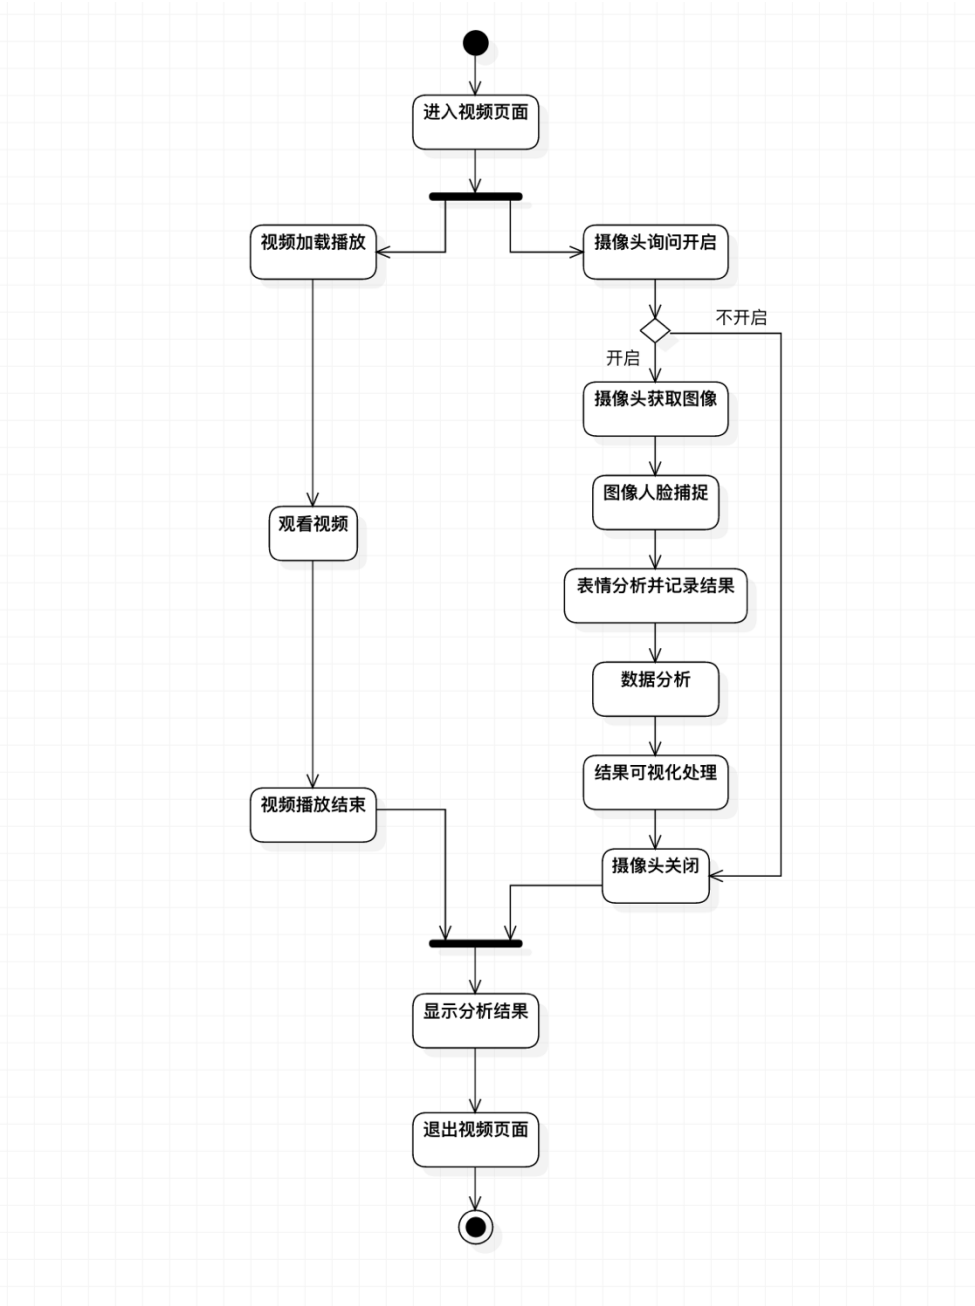 进入视频页面
视频加载播放
摄像头询问开启
不开启
开启
摄像头获取图像
图像人脸捕捉
观看视频
表情分析并记录结果
数据分析
结果可视化处理
视频播放结束
摄像头关闭
显示分析结果
退出视频页面